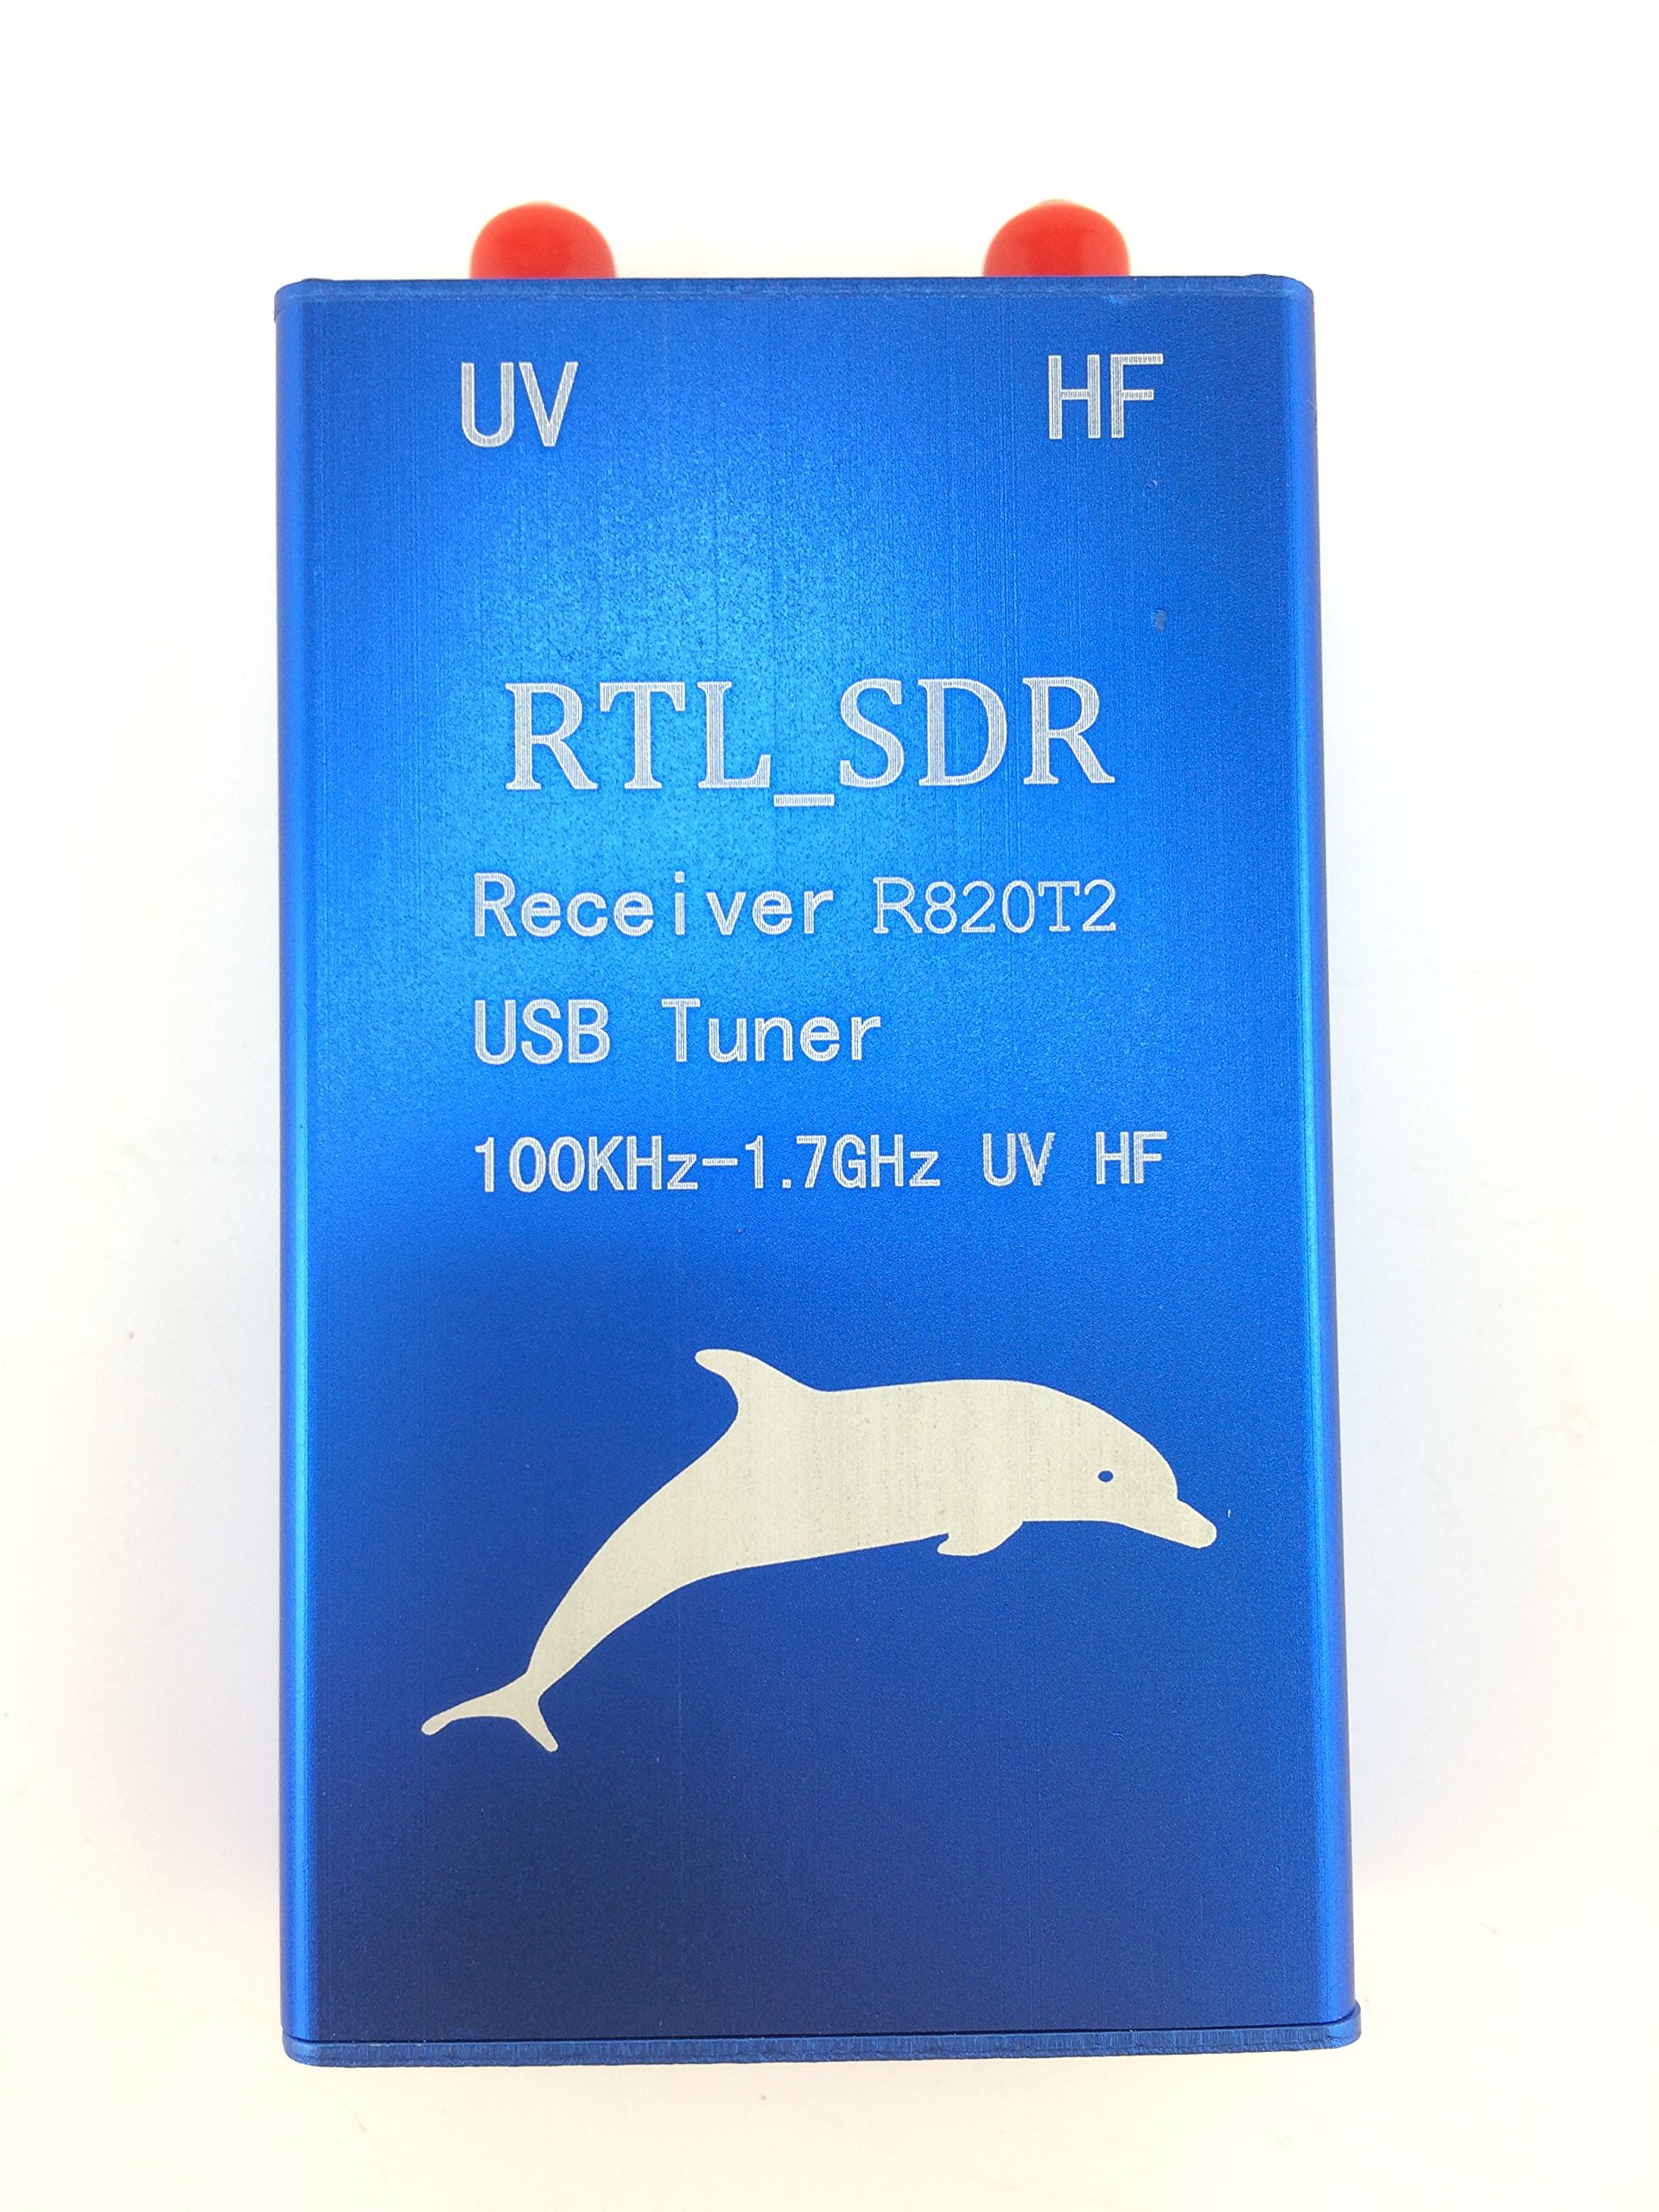 UV HF
RTL_SDR
Receiver R820T2
USB Tuner
100KHz-1.7GHz UV HF